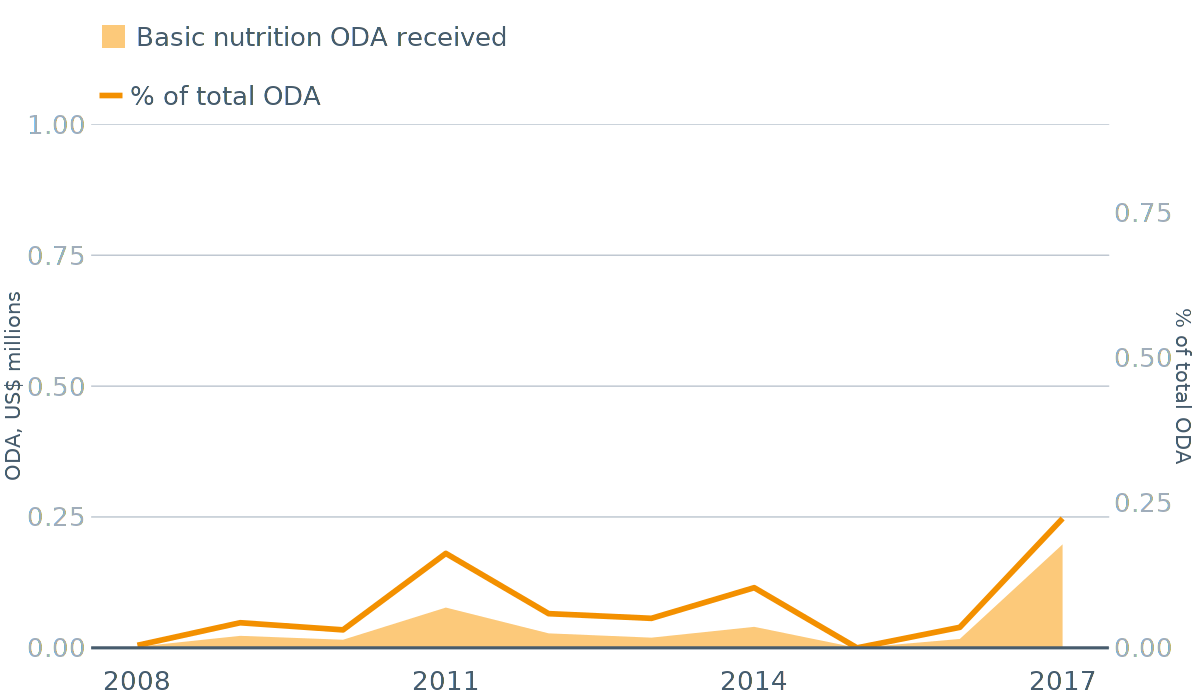 Basic nutrition ODA received
% of total ODA
1.00
0.75
0.50
0.25
0.00
ODA, US$ millions
0.75
0.50
0.25
0.00
% of total ODA
2008 2011 2014 2017